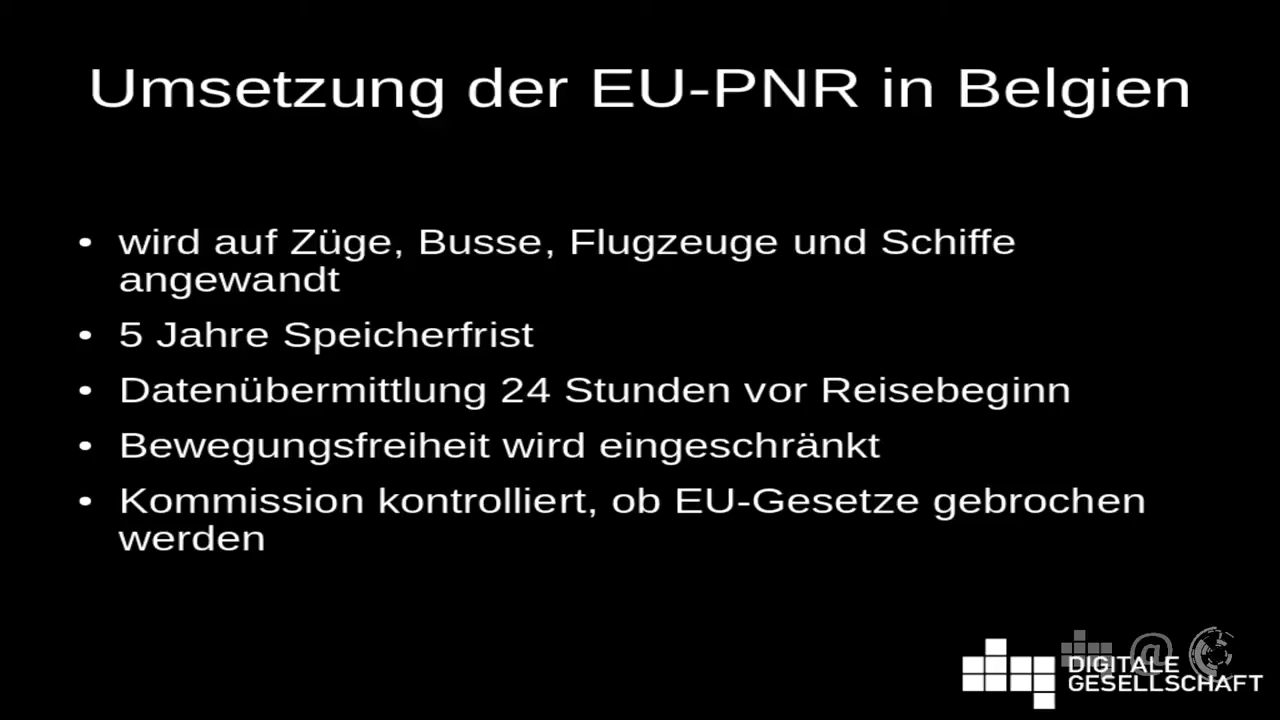 Umsetzung der EU-PNR in Belgien
• wird auf Züge, Busse, Flugzeuge und Schiffe
angewandt
• 5 Jahre Speicherfrist
• Datenübermittlung 24 Stunden vor Reisebeginn
• Bewegungsfreiheit wird eingeschränkt
• Kommission kontrolliert, ob EU-Gesetze gebrochen
werden
@
DIGITALE
GESELLSCHAFT